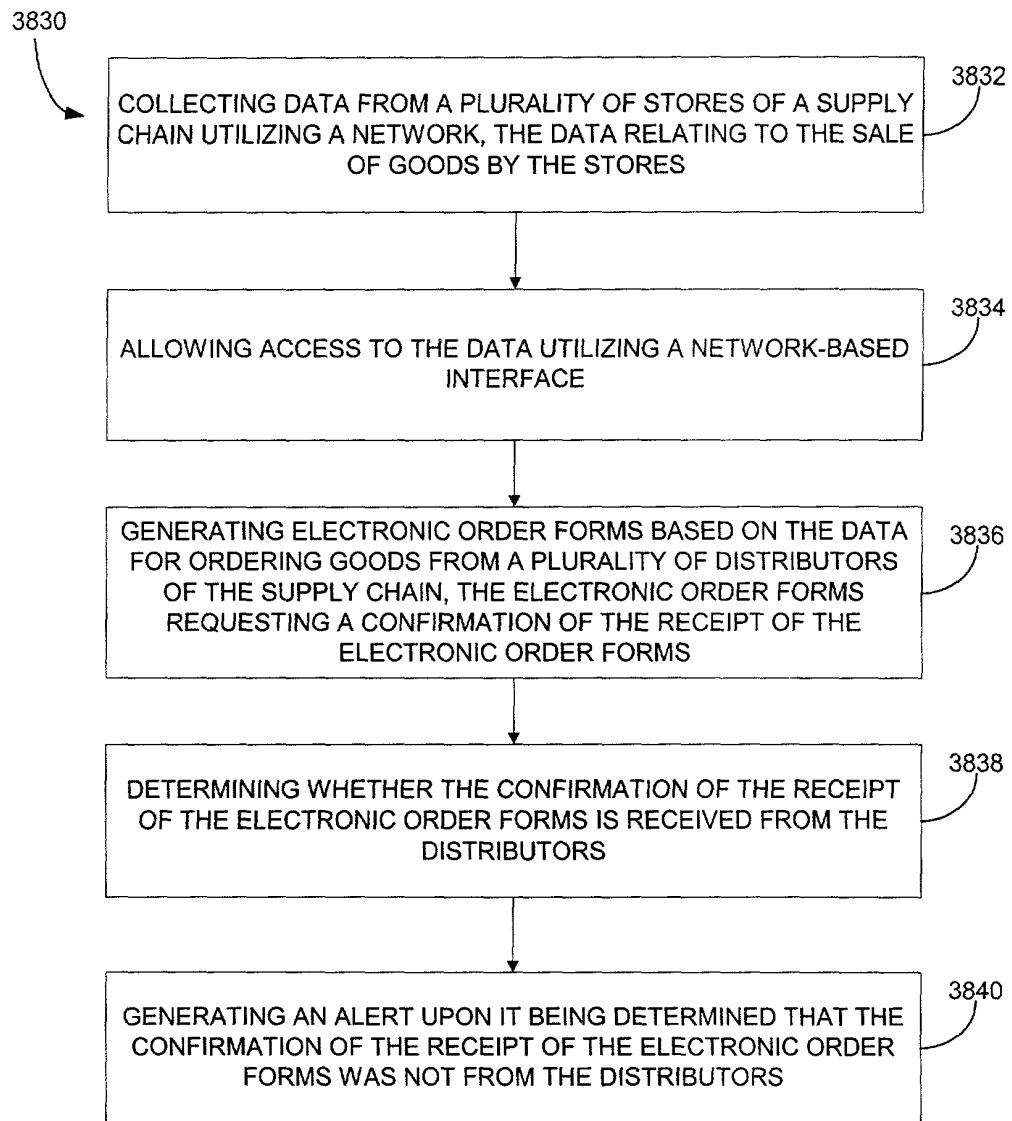 3830
3832
COLLECTING DATA FROM A PLURALITY OF STORES OF A SUPPLY
CHAIN UTILIZING A NETWORK, THE DATA RELATING TO THE SALE
OF GOODS BY THE STORES
3834
ALLOWING ACCESS TO THE DATA UTILIZING A NETWORK-BASED
INTERFACE
3836
GENERATING ELECTRONIC ORDER FORMS BASED ON THE DATA
FOR ORDERING GOODS FROM A PLURALITY OF DISTRIBUTORS
OF THE SUPPLY CHAIN, THE ELECTRONIC ORDER FORMS
REQUESTING A CONFIRMATION OF THE RECEIPT OF THE
ELECTRONIC ORDER FORMS
3838
DETERMINING WHETHER THE CONFIRMATION OF THE RECEIPT
OF THE ELECTRONIC ORDER FORMS IS RECEIVED FROM THE
DISTRIBUTORS
3840
GENERATING AN ALERT UPON IT BEING DETERMINED THAT THE
CONFIRMATION OF THE RECEIPT OF THE ELECTRONIC ORDER
FORMS WAS NOT FROM THE DISTRIBUTORS